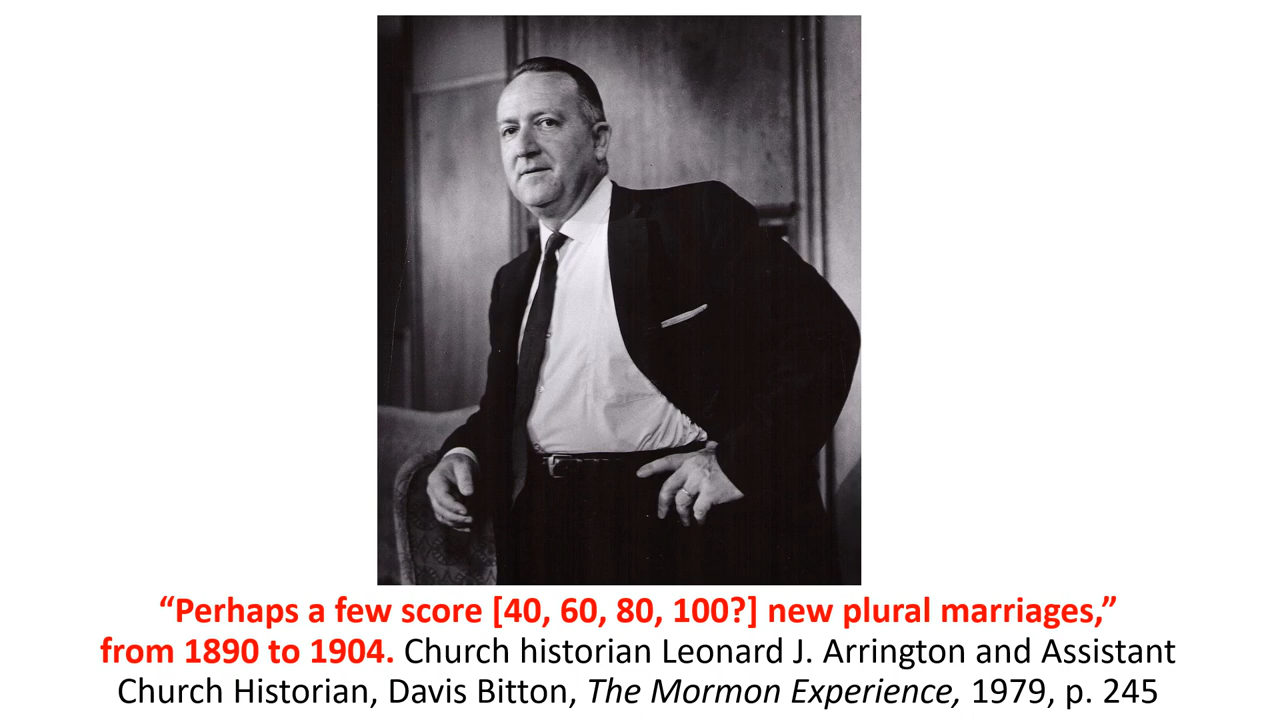 “Perhaps a few score [40, 60, 80, 100?] new plural marriages,”
from 1890 to 1904. Church historian Leonard J. Arrington and Assistant
Church Historian, Davis Bitton, The Mormon Experience, 1979, p. 245